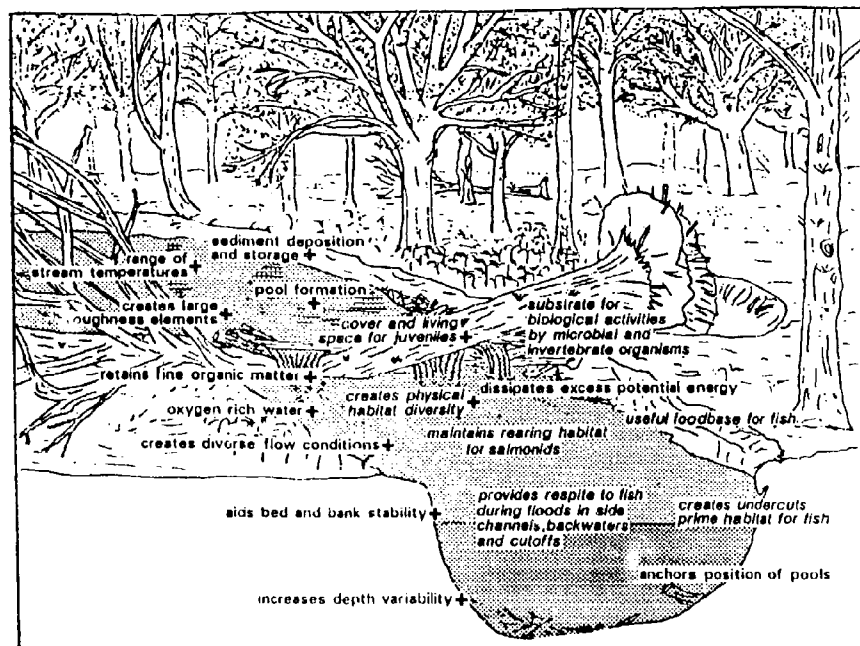 sediment deposition
and storage
range of
stream temperatures
pool formation
creates large
roughness elements
cover and living
space for juveniles
substrate for
biological activities
by microbial and
invertebrate organisms
retains fine organic matter
creates physical
habitat diversity
dissipates excess potential energy
oxygen rich water
useful foodbase for fish
creates diverse flow conditions
maintains rearing habitat
for salmonids
aids bed and bank stability
provides respite to fish
during floods in side
channels, backwaters
and cutoffs
creates undercuts
prime habitat for fish
anchors position of pools
increases depth variability